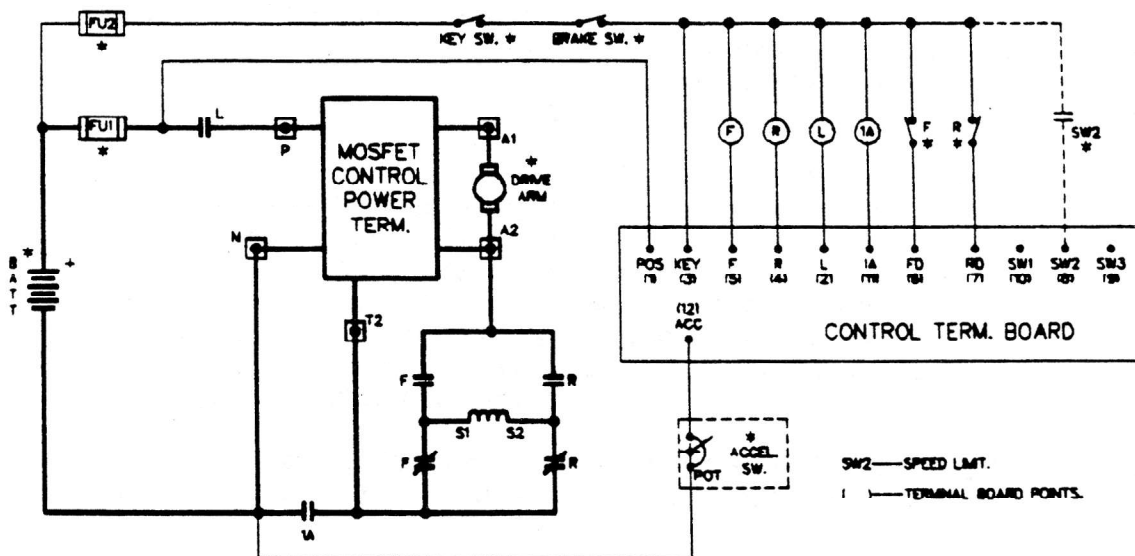 FU2
*
KEY SW. *
BRAKE SW. *
FU1
*
L
P
MOSFET
CONTROL
POWER
TERM.
A1
*
DRIVE
ARM
A2
N
T2
BATT
*
+
F
R
S1
S2
F
R
1A
F
R
L
1A
F
*
R
*
SW2
*
POS
KEY
F
R
L
1A
FD
RD
SW1
SW2
SW3
(1)
(3)
(5)
(4)
(2)
(11)
(6)
(7)
(10)
(8)
(9)
(12)
ACC
CONTROL TERM. BOARD
*
ACCEL
SW.
POT
SW2——SPEED LIMIT.
( )——TERMINAL BOARD POINTS.